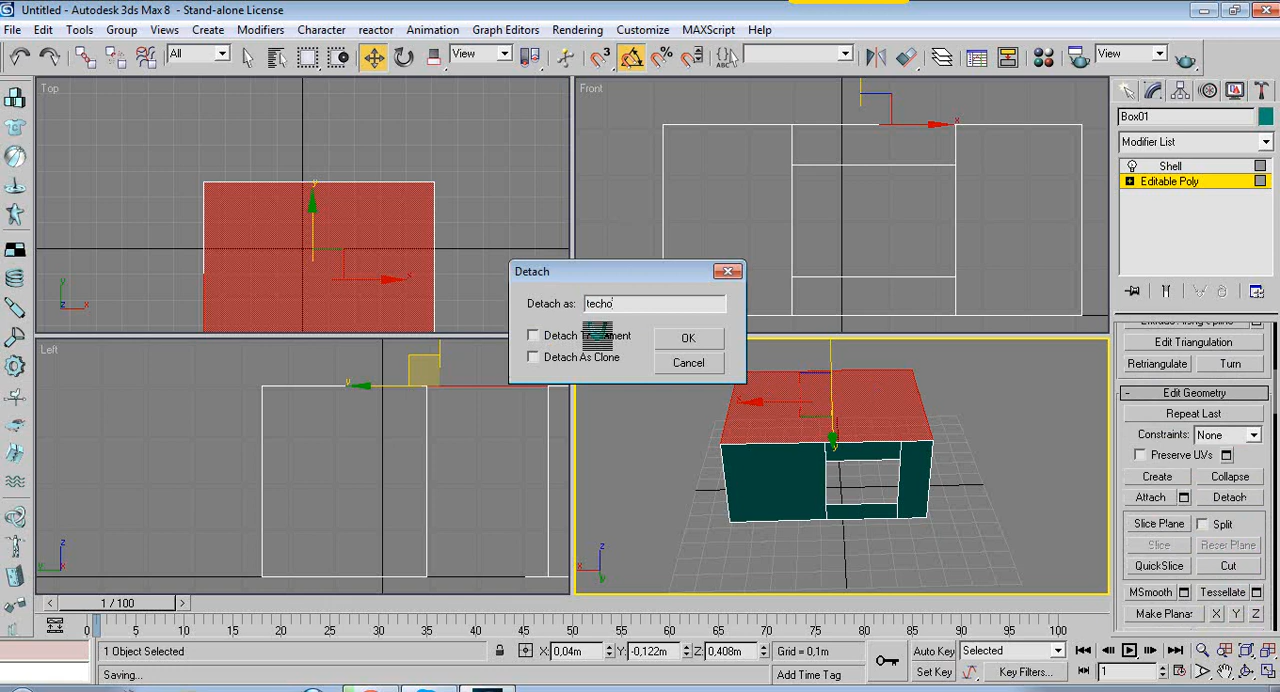 Untitled - Autodesk 3ds Max 8 - Stand-alone License
File Edit Tools Group Views Create Modifiers Character reactor Animation Graph Editors Rendering Customize MAXScript Help
All
View
View
Top
Front
Left
Box01
Modifier List
Shell
Editable Poly
Detach
Detach as: techo
Detach
OK
Detach As Clone
Cancel
Edit Triangulation
Retriangulate Turn
Edit Geometry
Repeat Last
Constraints: None
Preserve UVs
Create Collapse
Attach Detach
Slice Plane Split
Slice Reset Plane
QuickSlice Cut
MSmooth Tessellate
Make Planar X Y Z
1 / 100
0 5 10 15 20 25 30 35 40 45 50 55 60 65 70 75 80 85 90 95 100
1 Object Selected X: 0,04m Y: -0,122m Z: 0,408m Grid = 0,1m Auto Key Selected
Saving... Add Time Tag Set Key Key Filters... 1